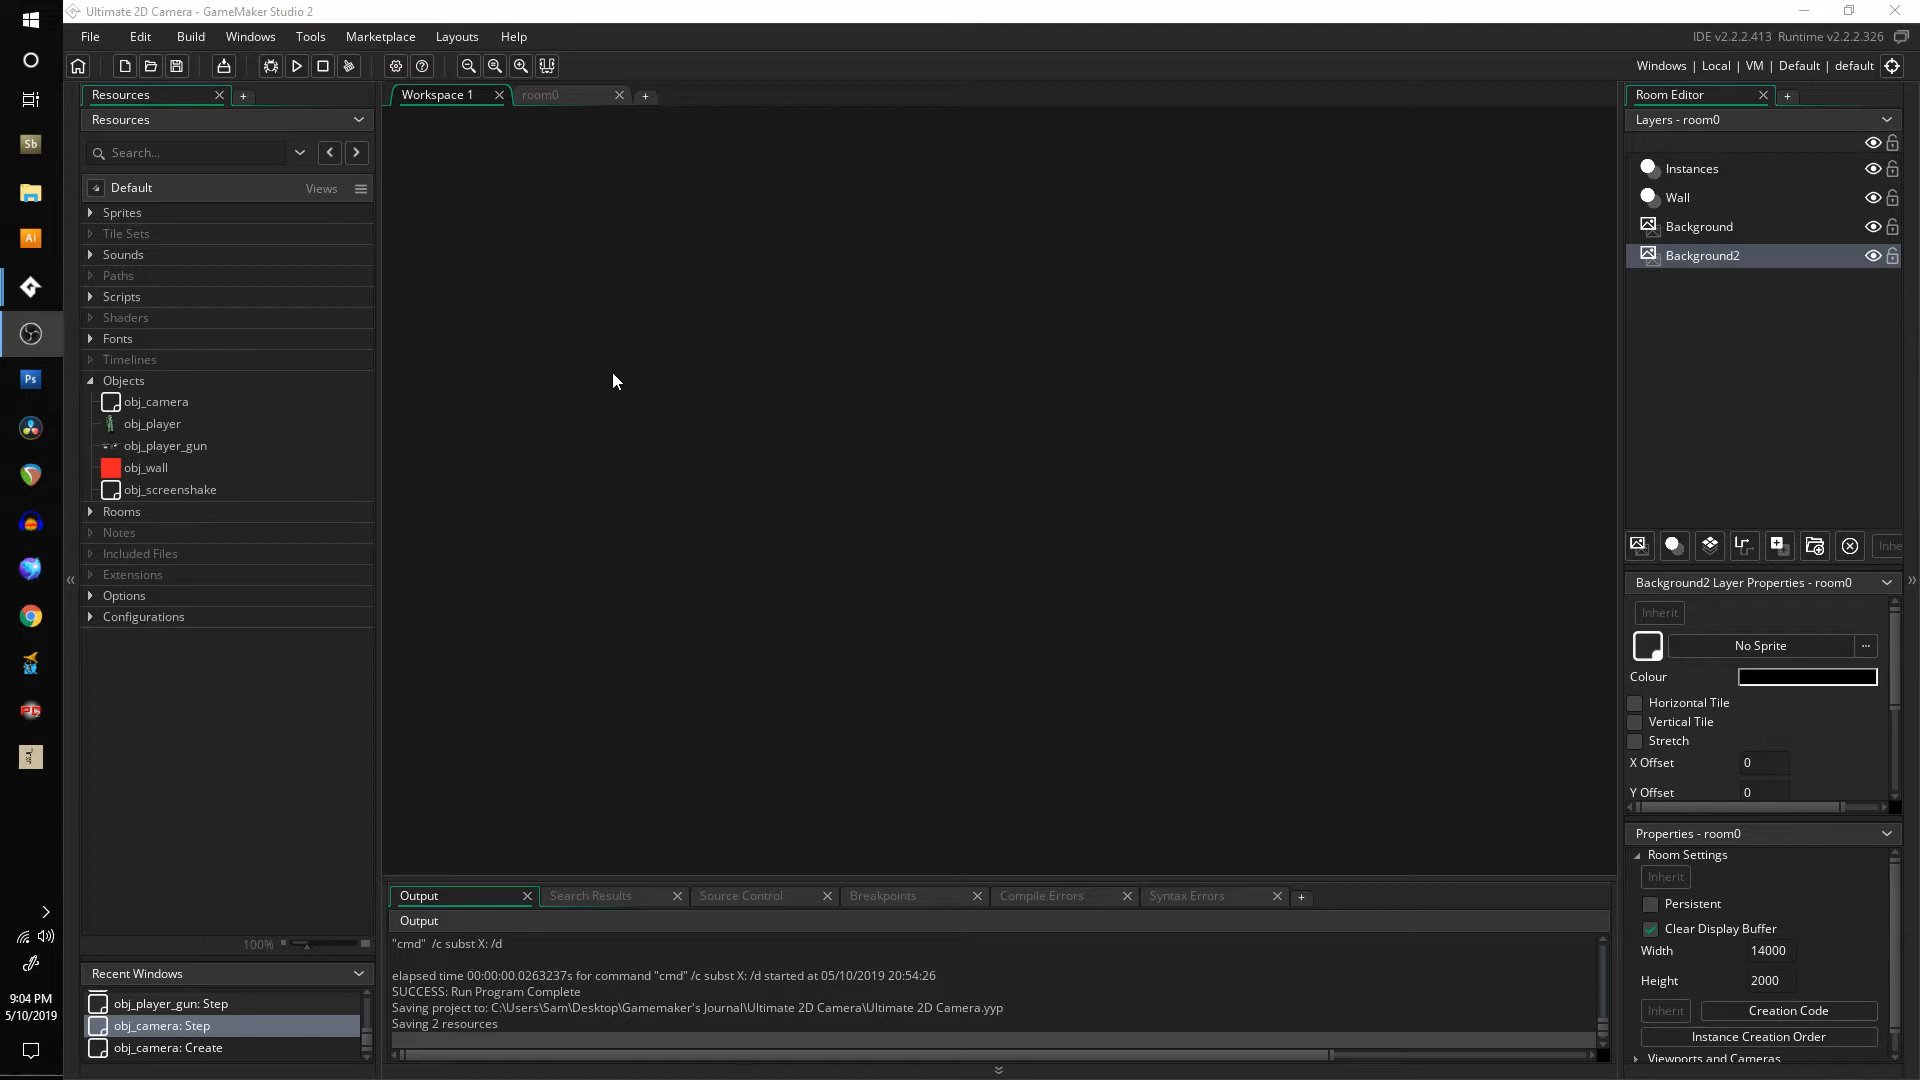 Ultimate 2D Camera - GameMaker Studio 2
File Edit Build Windows Tools Marketplace Layouts Help
IDE v2.2.2.413 Runtime v2.2.2.326
Windows | Local | VM | Default | default
Resources
Workspace 1
room0
Room Editor
Resources
Layers - room0
Search...
Default
Views
Sprites
Tile Sets
Sounds
Paths
Scripts
Shaders
Fonts
Timelines
Objects
obj_camera
obj_player
obj_player_gun
obj_wall
obj_screenshake
Rooms
Notes
Included Files
Extensions
Options
Configurations
100%
Recent Windows
obj_player_gun: Step
obj_camera: Step
obj_camera: Create
Sb
Ai
Ps
PG
9:04 PM
5/10/2019
Output
Search Results
Source Control
Breakpoints
Compile Errors
Syntax Errors
Output
"cmd" /c subst X: /d
elapsed time 00:00:00.0263237s for command "cmd" /c subst X: /d started at 05/10/2019 20:54:26
SUCCESS: Run Program Complete
Saving project to: C:\Users\Sam\Desktop\Gamemaker's Journal\Ultimate 2D Camera\Ultimate 2D Camera.yyp
Saving 2 resources
Instances
Wall
Background
Background2
Inhe
Background2 Layer Properties - room0
Inherit
No Sprite
...
Colour
Horizontal Tile
Vertical Tile
Stretch
X Offset 0
Y Offset 0
Properties - room0
Room Settings
Inherit
Persistent
Clear Display Buffer
Width 14000
Height 2000
Inherit
Creation Code
Instance Creation Order
Viewports and Cameras